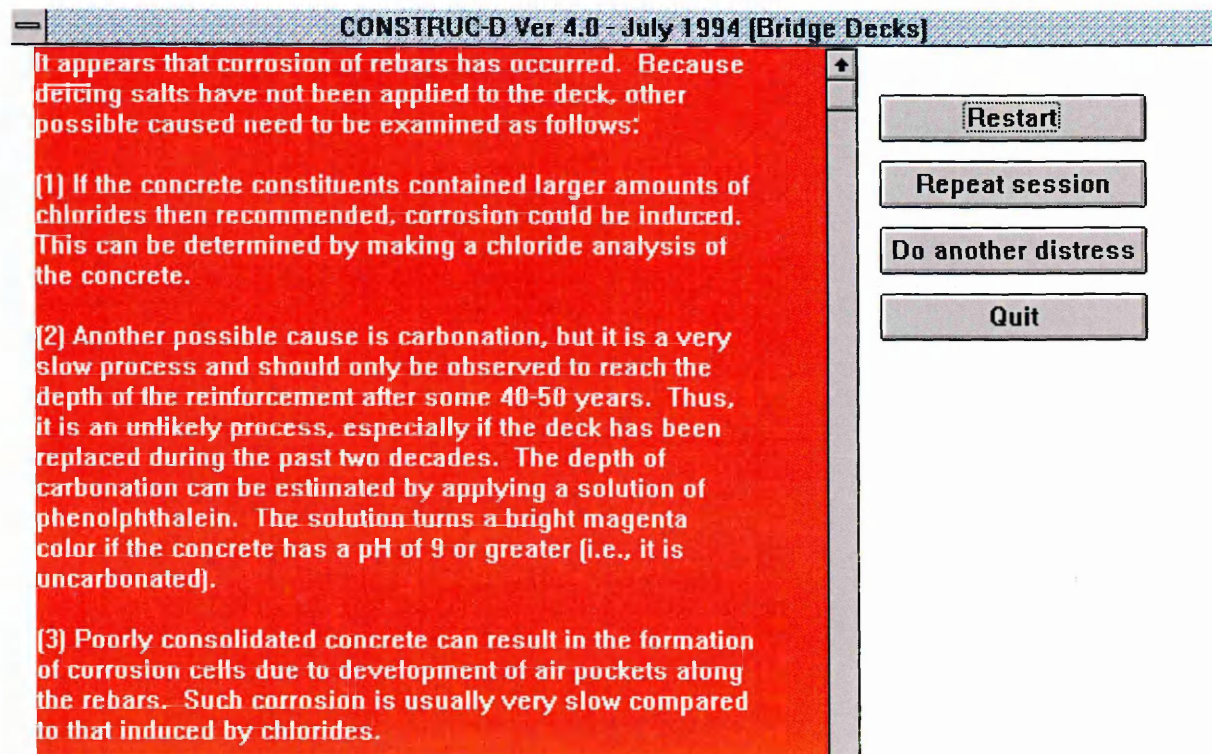 CONSTRUC-D Ver 4.0 - July 1994 [Bridge Decks]
It appears that corrosion of rebars has occurred. Because
deicing salts have not been applied to the deck, other
possible caused need to be examined as follows:
(1) If the concrete constituents contained larger amounts of
chlorides then recommended, corrosion could be induced.
This can be determined by making a chloride analysis of
the concrete.
(2) Another possible cause is carbonation, but it is a very
slow process and should only be observed to reach the
depth of the reinforcement after some 40-50 years. Thus,
it is an unlikely process, especially if the deck has been
replaced during the past two decades. The depth of
carbonation can be estimated by applying a solution of
phenolphthalein. The solution turns a bright magenta
color if the concrete has a pH of 9 or greater (i.e., it is
uncarbonated).
(3) Poorly consolidated concrete can result in the formation
of corrosion cells due to development of air pockets along
the rebars. Such corrosion is usually very slow compared
to that induced by chlorides.
Restart
Repeat session
Do another distress
Quit